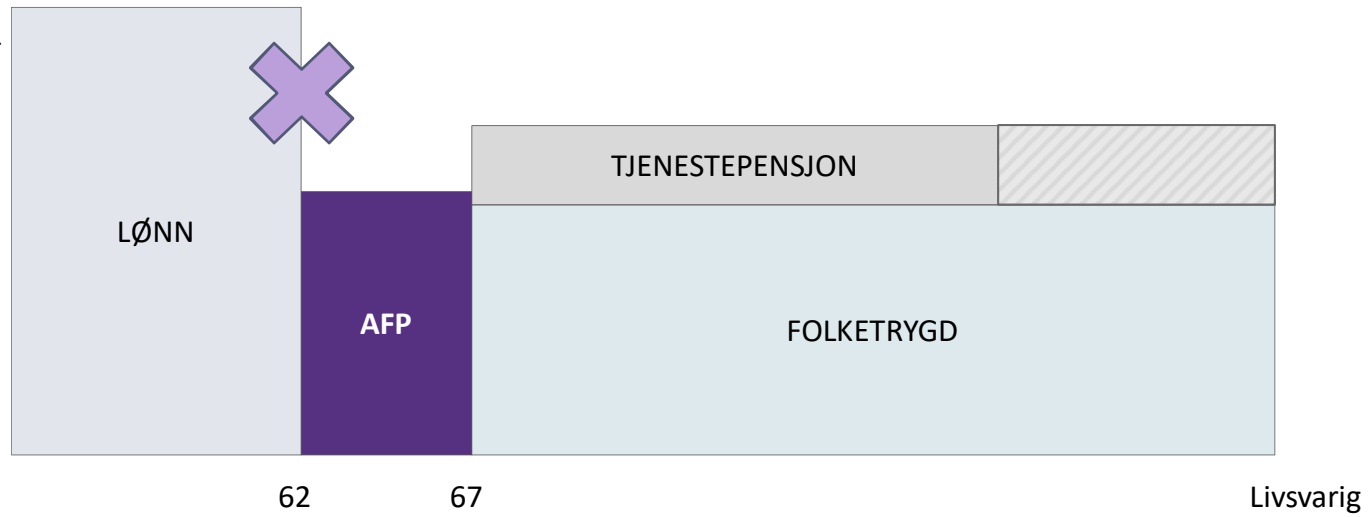 TJENESTEPENSJON
LØNN
AFP
FOLKETRYGD
62
67
Livsvarig